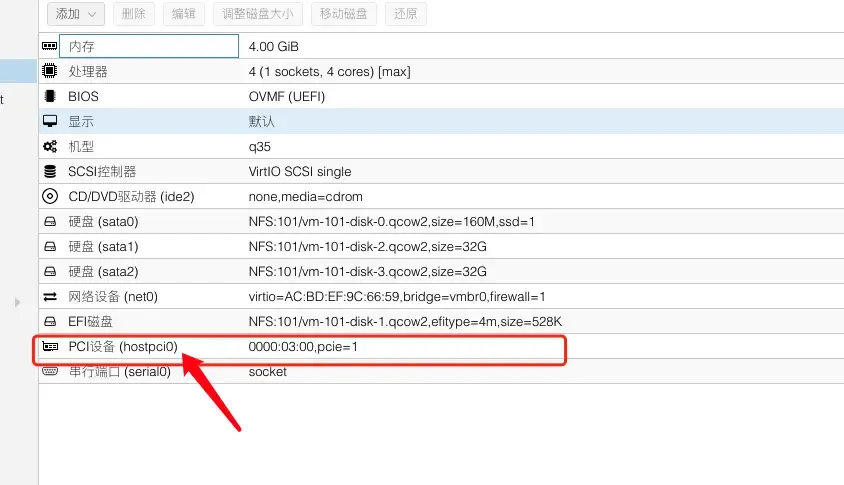 添加 删除 编辑 调整磁盘大小 移动磁盘 还原
内存 4.00 GiB
处理器 4 (1 sockets, 4 cores) [max]
t BIOS OVMF (UEFI)
显示 默认
机型 q35
SCSI控制器 VirtIO SCSI single
CD/DVD驱动器 (ide2) none,media=cdrom
硬盘 (sata0) NFS:101/vm-101-disk-0.qcow2,size=160M,ssd=1
硬盘 (sata1) NFS:101/vm-101-disk-2.qcow2,size=32G
硬盘 (sata2) NFS:101/vm-101-disk-3.qcow2,size=32G
网络设备 (net0) virtio=AC:BD:EF:9C:66:59,bridge=vmbr0,firewall=1
EFI磁盘 NFS:101/vm-101-disk-1.qcow2,efitype=4m,size=528K
PCI设备 (hostpci0) 0000:03:00,pcie=1
串行端口 (serial0) socket